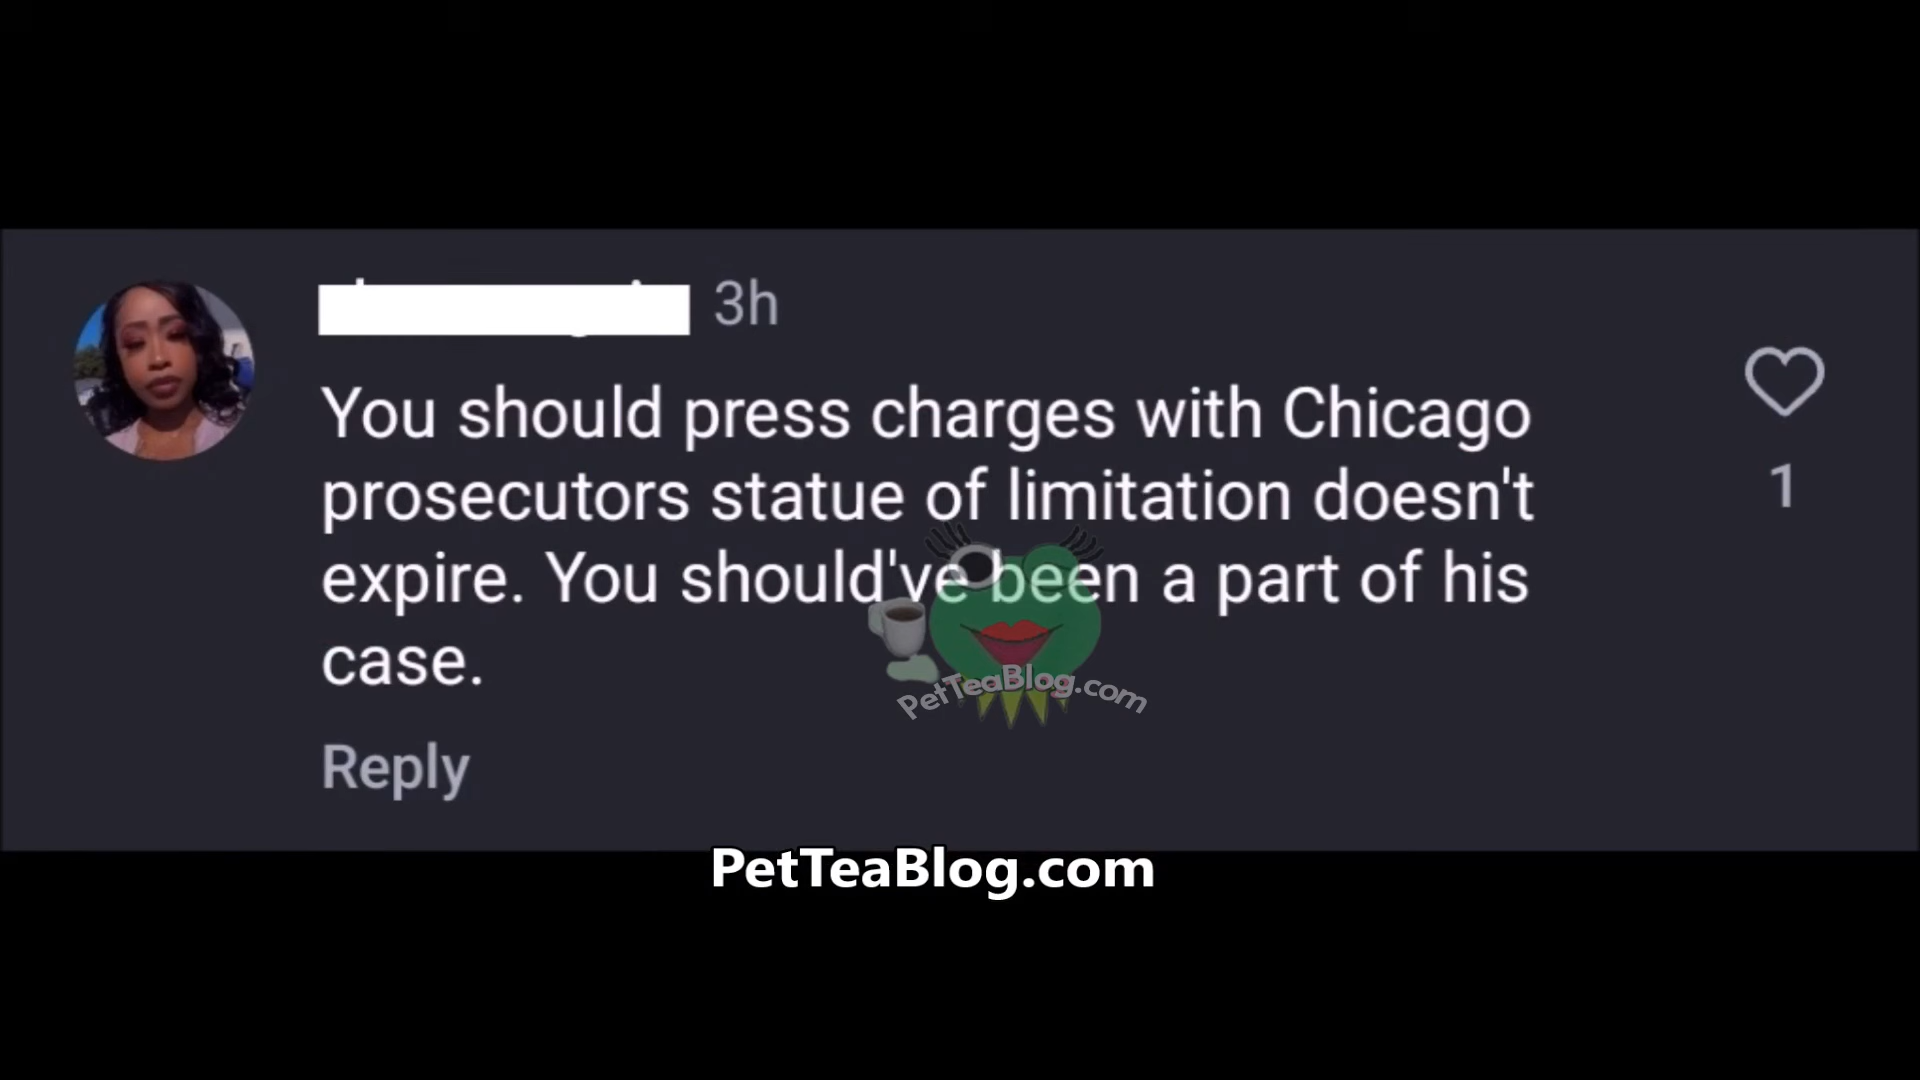 3h
You should press charges with Chicago
prosecutors statue of limitation doesn't
1
expire. You should've been a part of his
case.
PetTeaBlog.com
Reply
PetTeaBlog.com